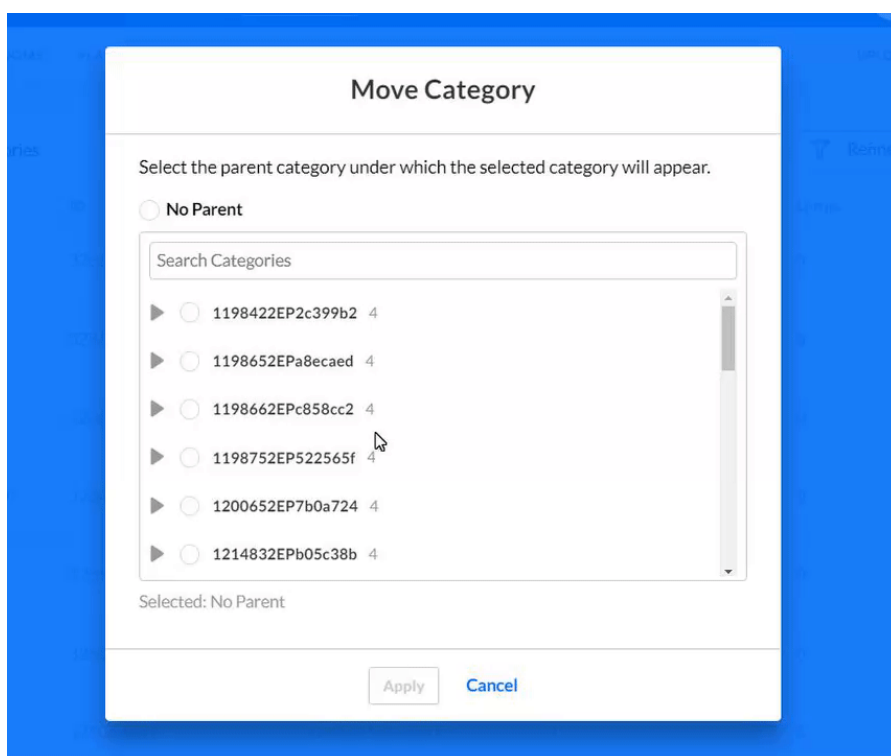 Move Category
Select the parent category under which the selected category will appear.
No Parent
Search Categories
1198422EP2c399b2 4
1198652EPa8ecaed 4
1198662EPc858cc2 4
1198752EP522565f 4
1200652EP7b0a724 4
1214832EPb05c38b 4
Selected: No Parent
Apply Cancel